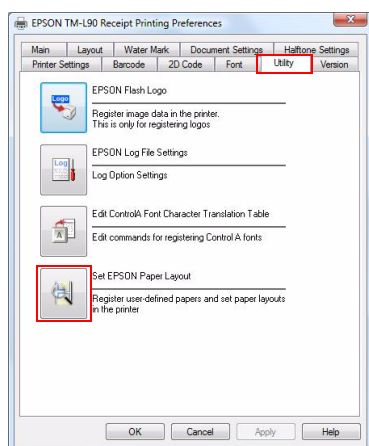 EPSON TM-L90 Receipt Printing Preferences
Main Layout Water Mark Document Settings Halftone Settings
Printer Settings Barcode 2D Code Font Utility Version
Logo
EPSON Flash Logo
Register image data in the printer.
This is only for registering logos
Log
EPSON Log File Settings
Log Option Settings
A
Edit ControlA Font Character Translation Table
Edit commands for registering Control A fonts
Set EPSON Paper Layout
Register user-defined papers and set paper layouts
in the printer
OK Cancel Apply Help